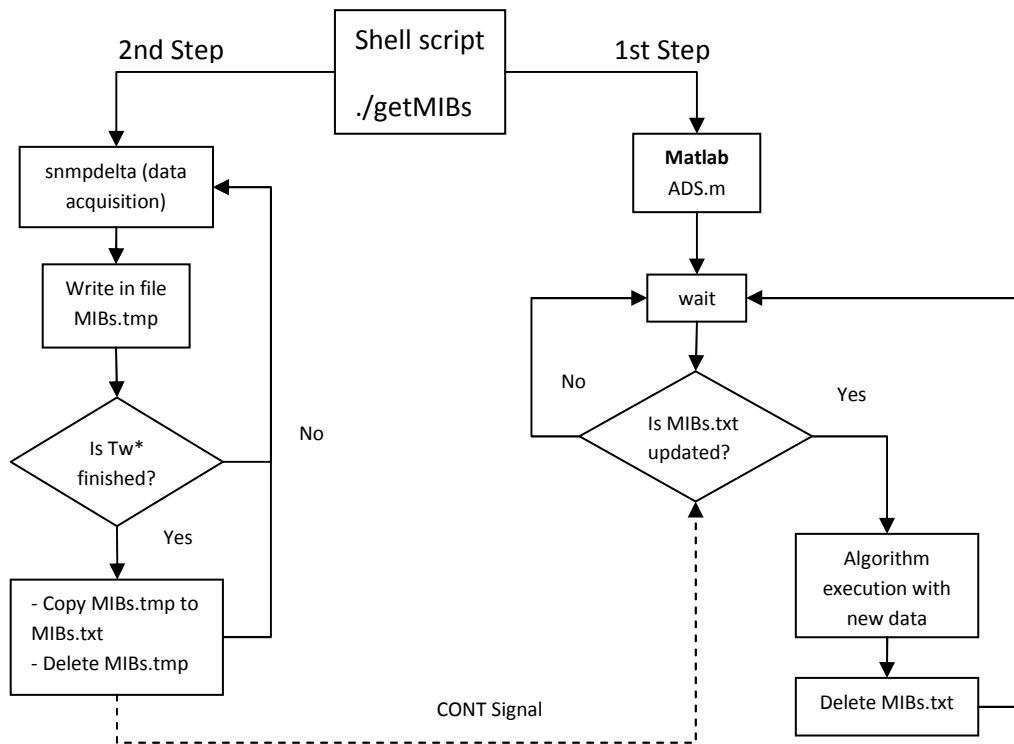 2nd Step
Shell script
./getMIBs
1st Step
snmpdelta (data
acquisition)
Write in file
MIBs.tmp
Is Tw*
finished?
No
Yes
- Copy MIBs.tmp to
MIBs.txt
- Delete MIBs.tmp
CONT Signal
Matlab
ADS.m
wait
No
Is MIBs.txt
updated?
Yes
Algorithm
execution with
new data
Delete MIBs.txt